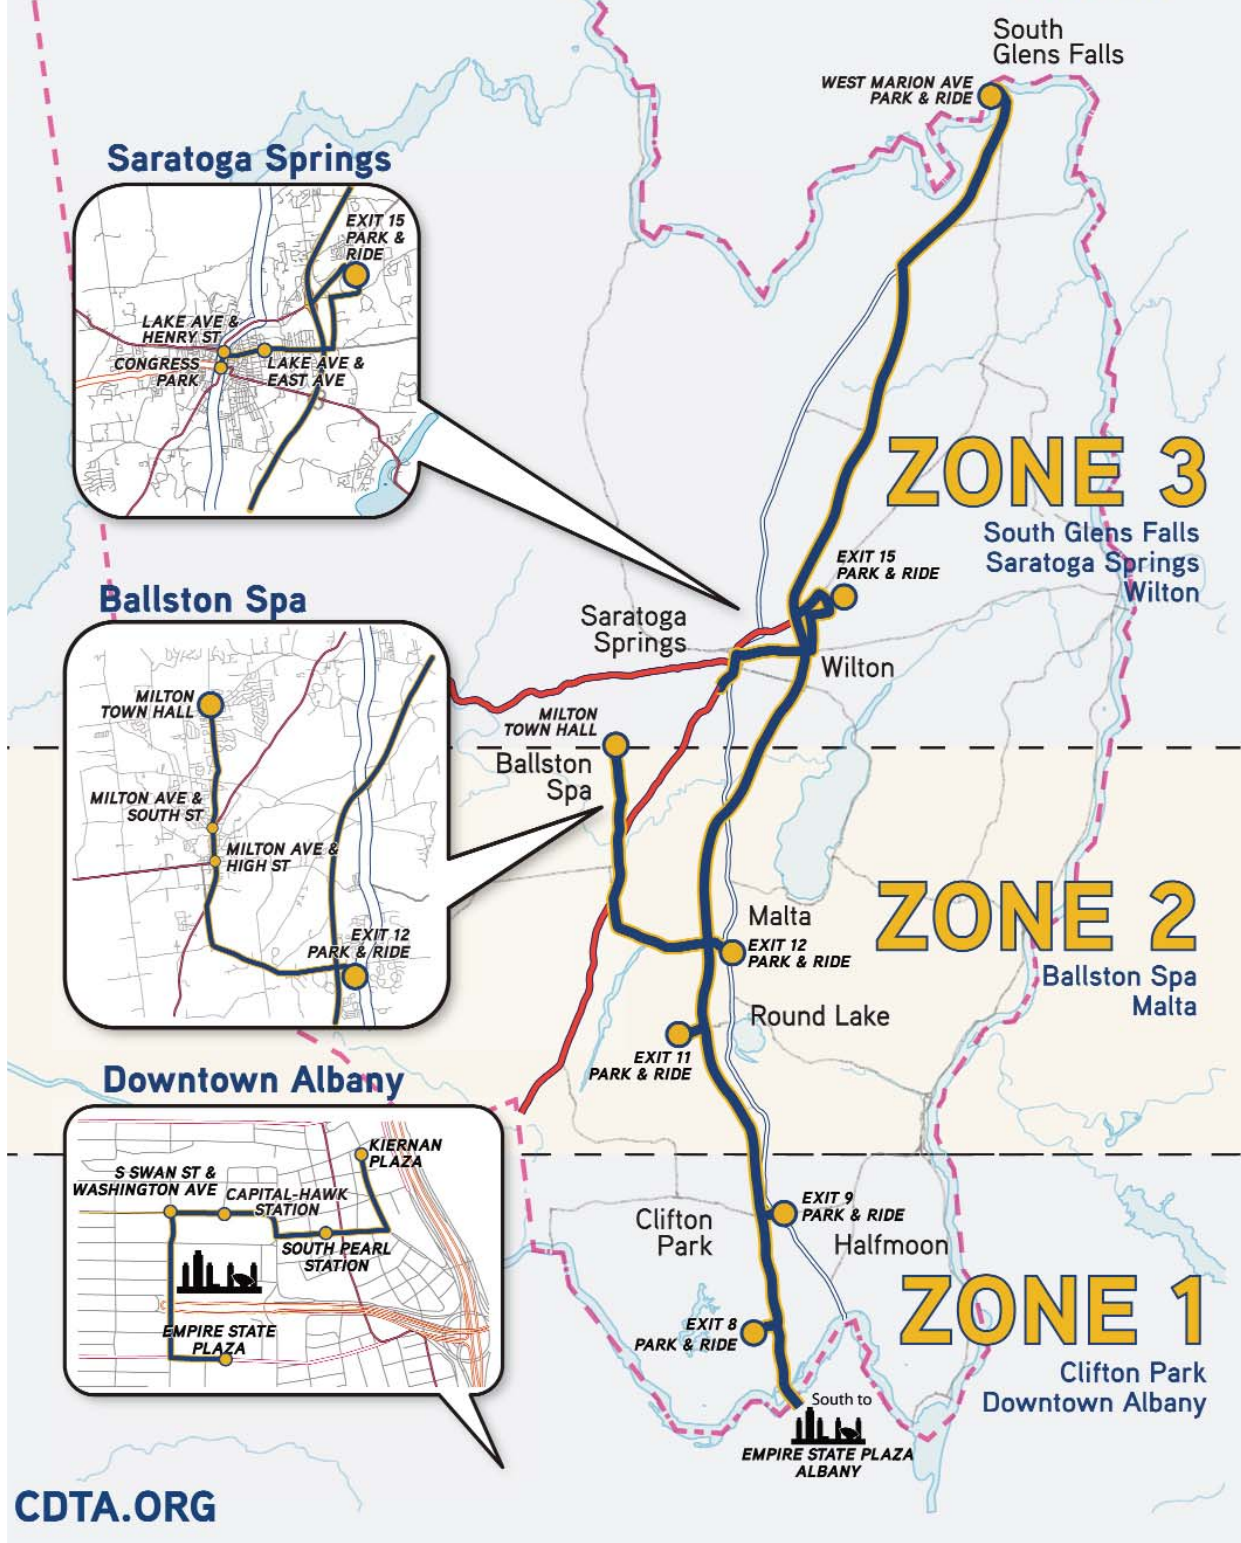 South
Glens Falls
WEST MARION AVE
PARK & RIDE
Saratoga Springs
EXIT 15
PARK &
RIDE
LAKE AVE &
HENRY ST
CONGRESS
PARK
LAKE AVE &
EAST AVE
ZONE 3
South Glens Falls
Saratoga Springs
Wilton
EXIT 15
PARK & RIDE
Saratoga
Springs
Wilton
Ballston Spa
MILTON
TOWN HALL
MILTON AVE &
SOUTH ST
MILTON AVE &
HIGH ST
EXIT 12
PARK & RIDE
MILTON
TOWN HALL
Ballston
Spa
ZONE 2
Ballston Spa
Malta
Malta
EXIT 12
PARK & RIDE
Round Lake
EXIT 11
PARK & RIDE
Downtown Albany
KIERNAN
PLAZA
S SWAN ST &
WASHINGTON AVE
CAPITAL-HAWK
STATION
SOUTH PEARL
STATION
EMPIRE STATE
PLAZA
EXIT 9
PARK & RIDE
Clifton
Park
Halfmoon
ZONE 1
Clifton Park
Downtown Albany
EXIT 8
PARK & RIDE
South to
EMPIRE STATE PLAZA
ALBANY
CDTA.ORG